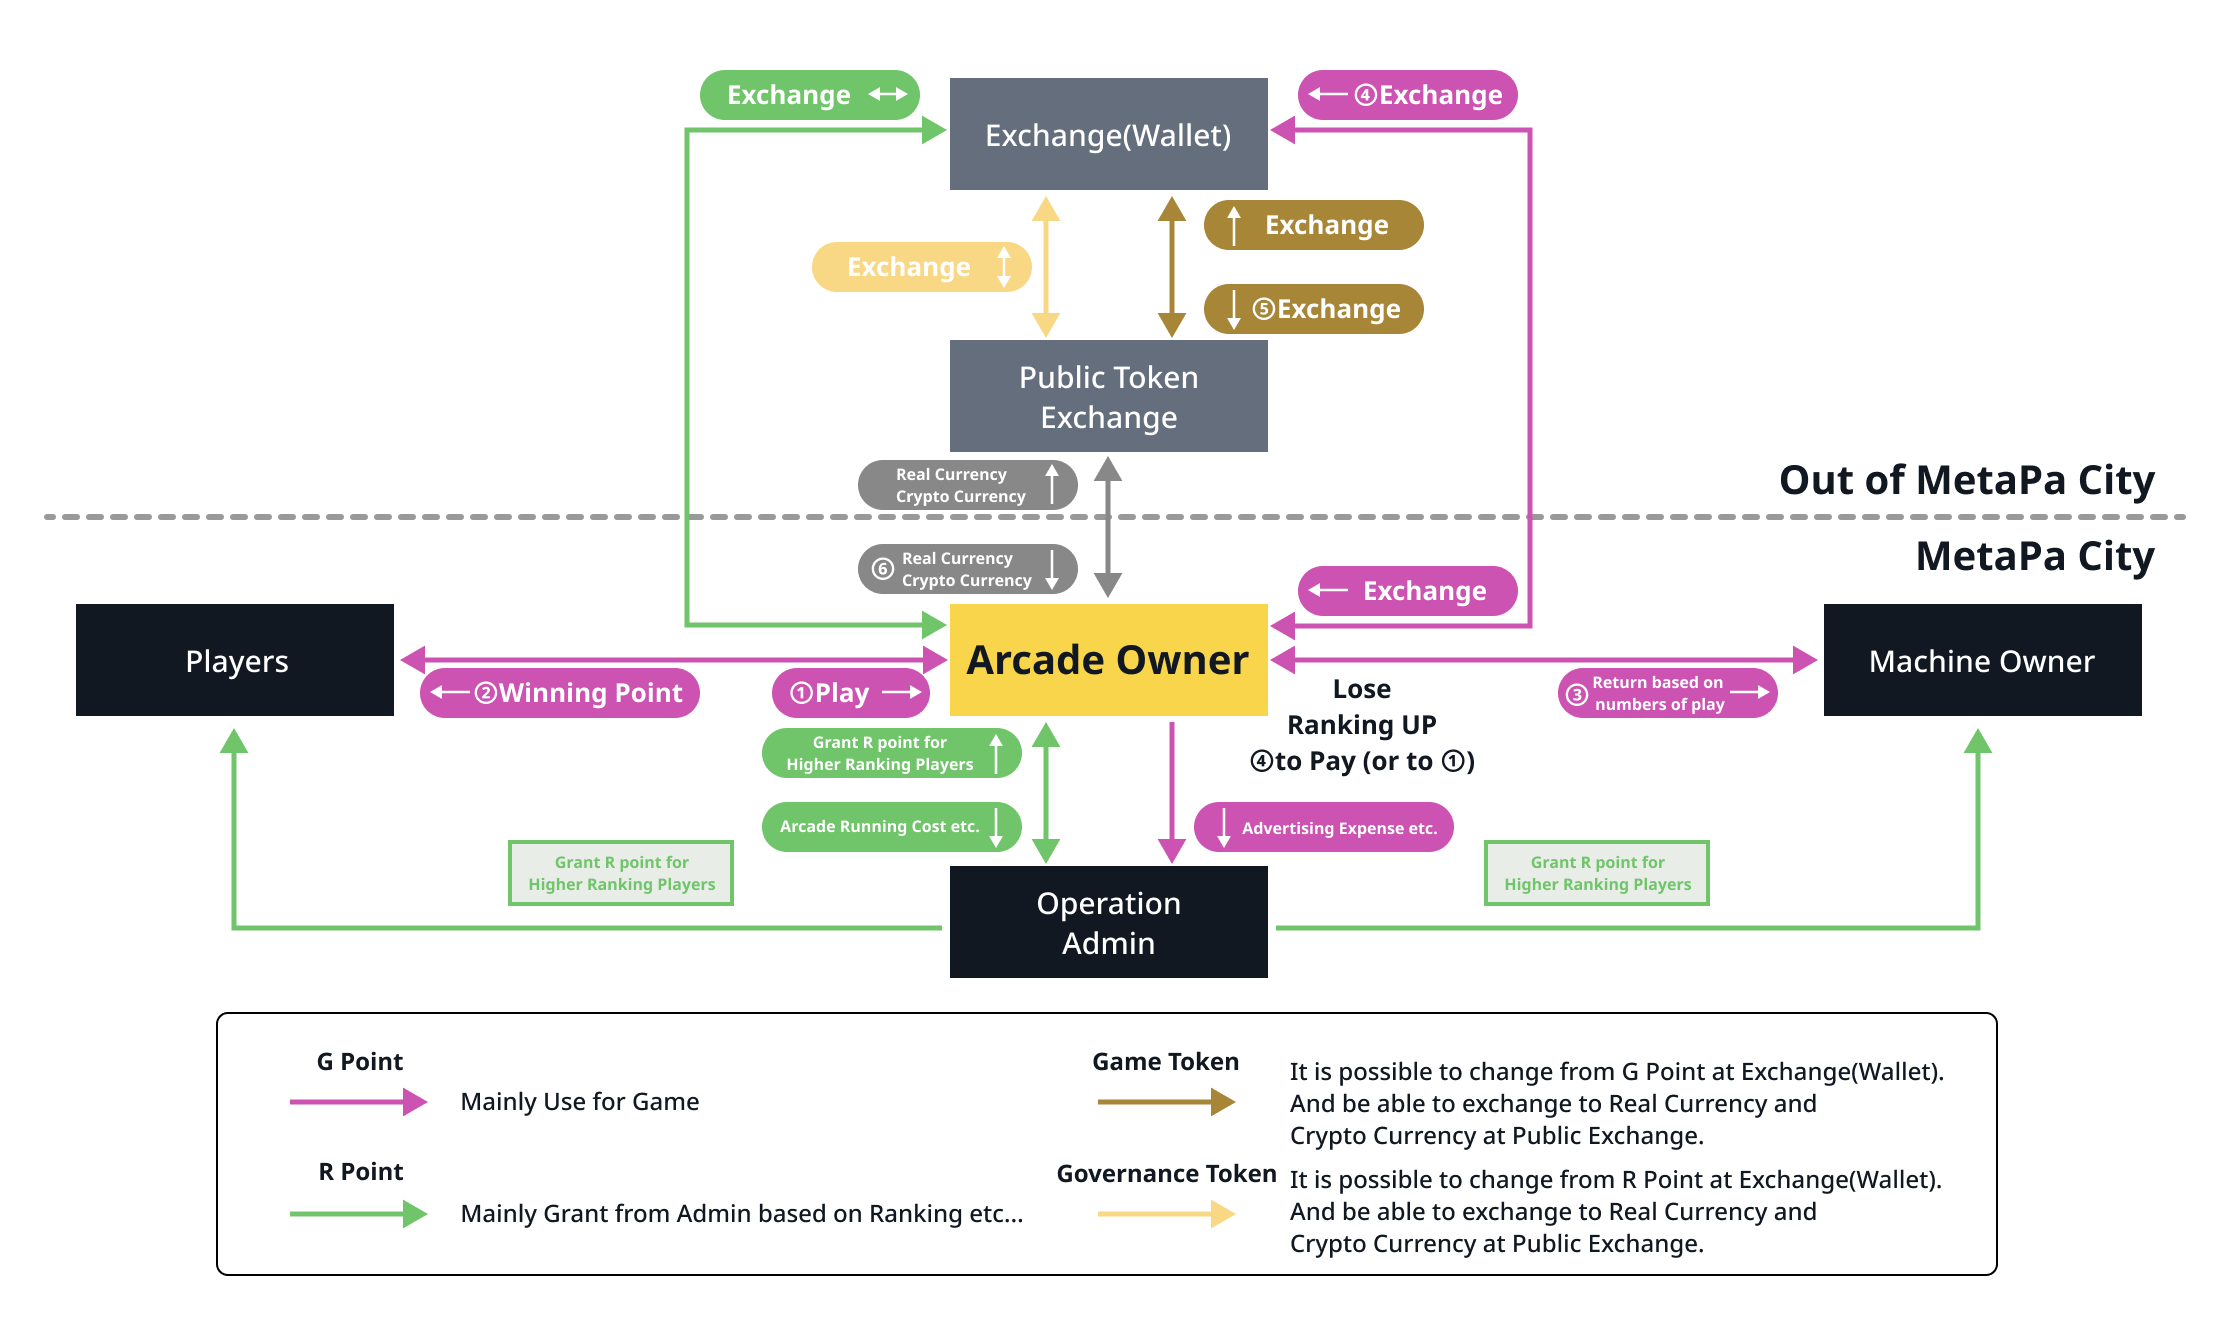 Exchange
Exchange(Wallet)
④Exchange
Exchange
Exchange
⑤Exchange
Public Token
Exchange
Real Currency
Crypto Currency
Out of MetaPa City
MetaPa City
⑥ Real Currency
Crypto Currency
Exchange
Players
Arcade Owner
Machine Owner
②Winning Point
①Play
Lose
Ranking UP
④to Pay (or to ①)
③ Return based on
numbers of play
Grant R point for
Higher Ranking Players
Arcade Running Cost etc.
Advertising Expense etc.
Grant R point for
Higher Ranking Players
Grant R point for
Higher Ranking Players
Operation
Admin
G Point
Mainly Use for Game
R Point
Mainly Grant from Admin based on Ranking etc...
Game Token
It is possible to change from G Point at Exchange(Wallet).
And be able to exchange to Real Currency and
Crypto Currency at Public Exchange.
Governance Token
It is possible to change from R Point at Exchange(Wallet).
And be able to exchange to Real Currency and
Crypto Currency at Public Exchange.